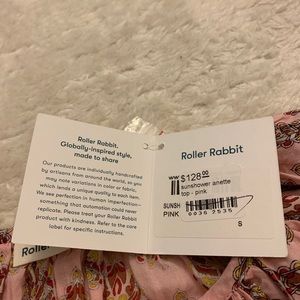 Roller Rabbit.
Globally-inspired style,
made to share
Our products are individually handcrafted
by artisans from around the world, so you
may note variations in color or fabric,
which lends a unique quality to each item.
We see perfection in human imperfection-
something that automation could never
replicate. Please treat your Roller Rabbit
product with kindness. Refer to the care
label for specific instructions.
Roller Rabbit
$128.00
sunshower anette
top - pink
SUNSH
PINK
0036 2535
S
Rolle